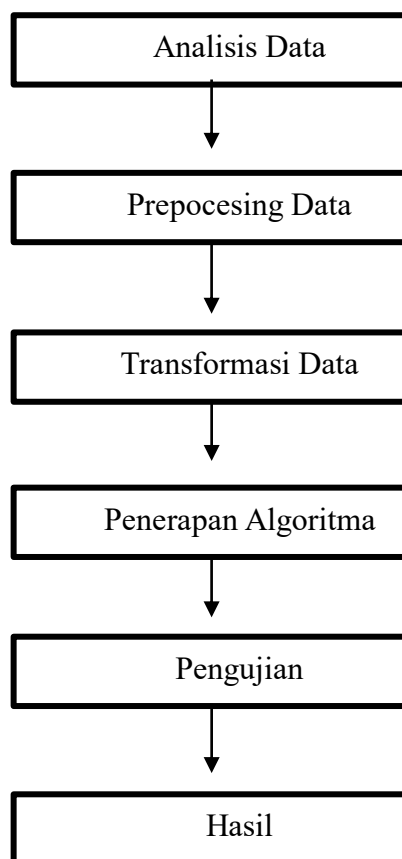 Analisis Data
Prepocesing Data
Transformasi Data
Penerapan Algoritma
Pengujian
Hasil